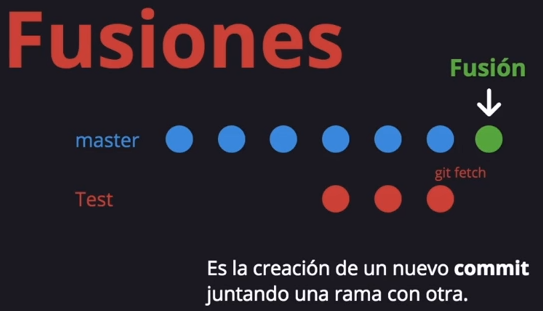 Fusiones
Fusión
master
git fetch
Test
Es la creación de un nuevo commit
juntando una rama con otra.